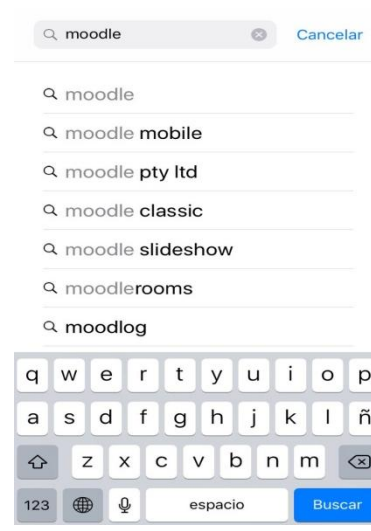 moodle Cancelar
moodle
moodle mobile
moodle pty ltd
moodle classic
moodle slideshow
moodlerooms
moodlog
q w e r t y u i o p
a s d f g h j k l ñ
z x c v b n m
123 espacio Buscar